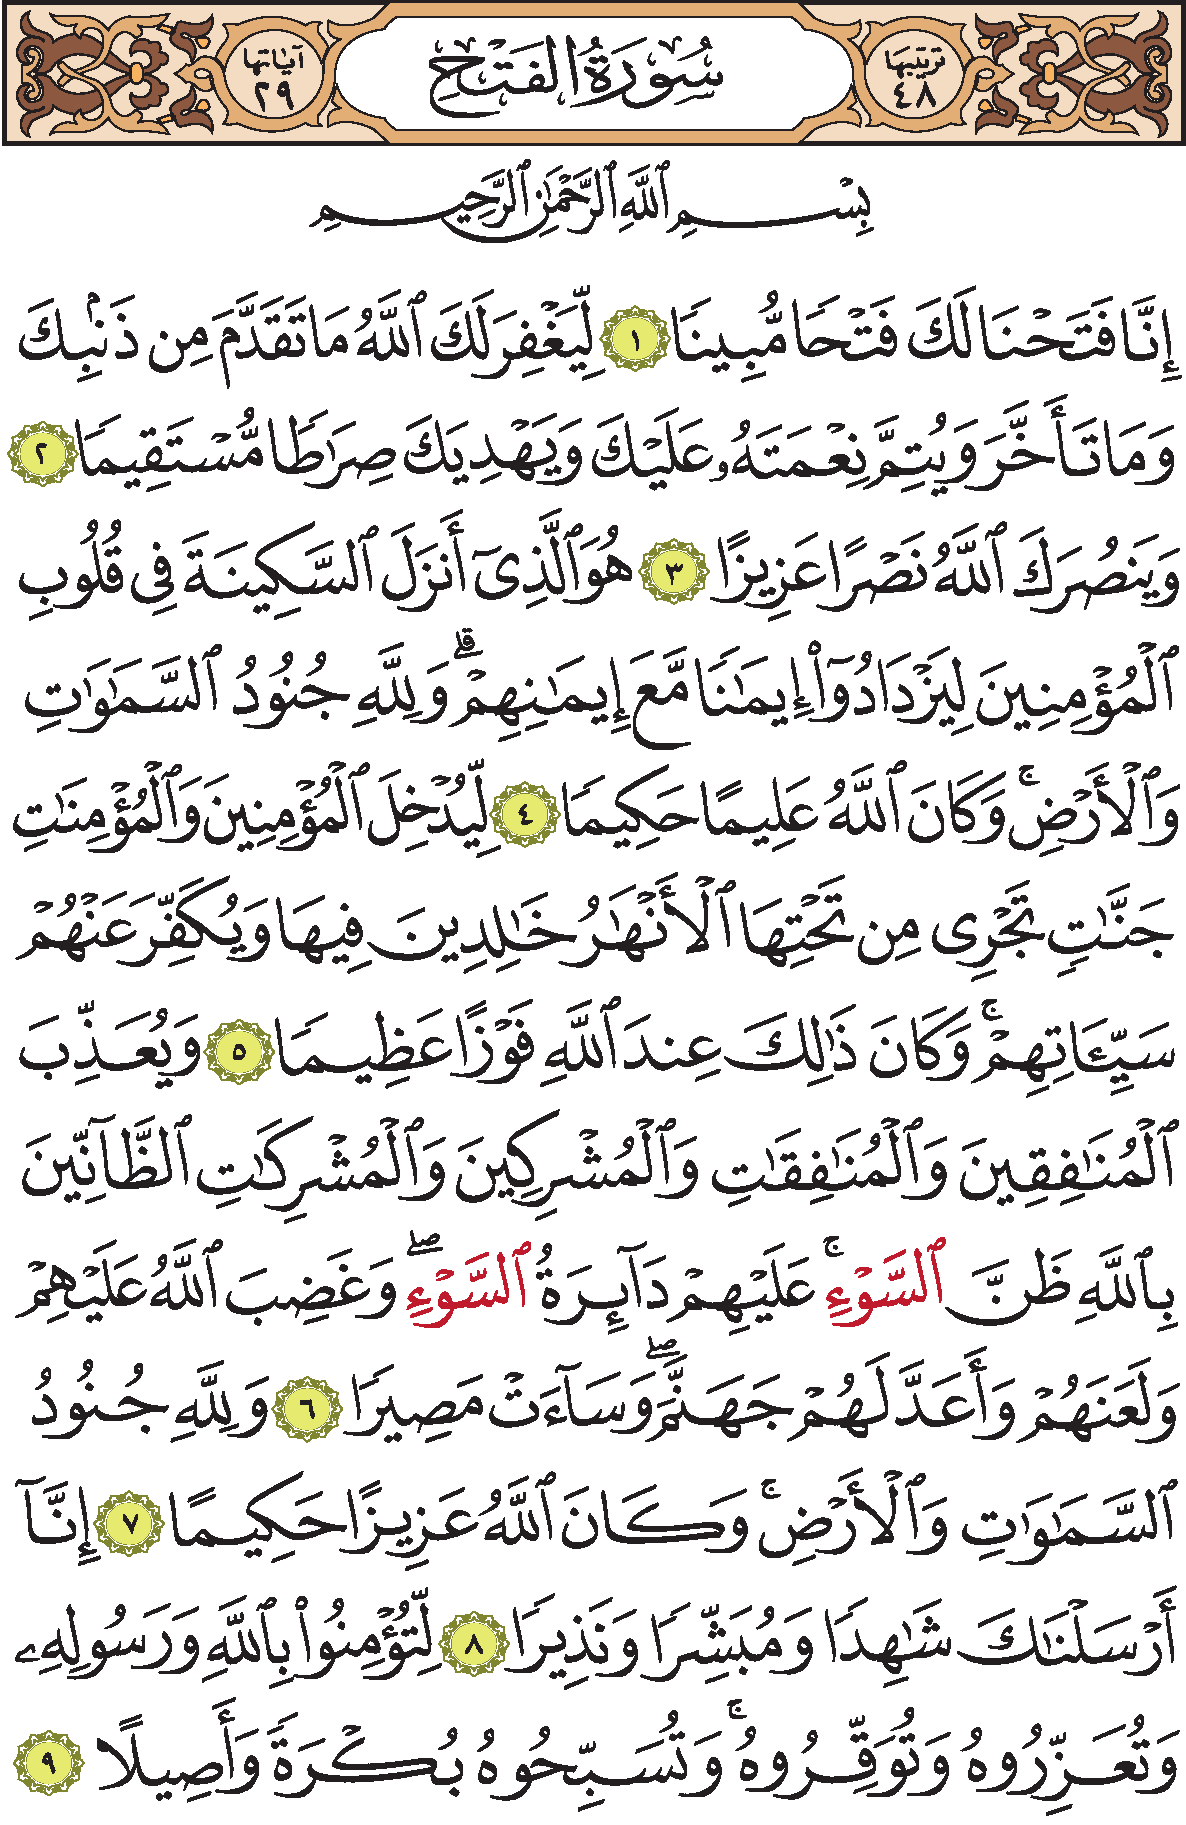 ترتيبها ٤٨
سُورَةُ الفَتْحِ
آياتها ٢٩
بِسْمِ ٱللَّهِ ٱلرَّحْمَٰنِ ٱلرَّحِيمِ
إِنَّا فَتَحْنَا لَكَ فَتْحًا مُّبِينًا ١ لِّيَغْفِرَ لَكَ ٱللَّهُ مَا تَقَدَّمَ مِن ذَنۢبِكَ
وَمَا تَأَخَّرَ وَيُتِمَّ نِعْمَتَهُۥ عَلَيْكَ وَيَهْدِيَكَ صِرَٰطًا مُّسْتَقِيمًا ٢
وَيَنصُرَكَ ٱللَّهُ نَصْرًا عَزِيزًا ٣ هُوَ ٱلَّذِىٓ أَنزَلَ ٱلسَّكِينَةَ فِى قُلُوبِ
ٱلْمُؤْمِنِينَ لِيَزْدَادُوٓا۟ إِيمَٰنًا مَّعَ إِيمَٰنِهِمْ ۗ وَلِلَّهِ جُنُودُ ٱلسَّمَٰوَٰتِ
وَٱلْأَرْضِ ۚ وَكَانَ ٱللَّهُ عَلِيمًا حَكِيمًا ٤ لِّيُدْخِلَ ٱلْمُؤْمِنِينَ وَٱلْمُؤْمِنَٰتِ
جَنَّٰتٍ تَجْرِى مِن تَحْتِهَا ٱلْأَنْهَٰرُ خَٰلِدِينَ فِيهَا وَيُكَفِّرَ عَنْهُمْ
سَيِّـَٔاتِهِمْ ۚ وَكَانَ ذَٰلِكَ عِندَ ٱللَّهِ فَوْزًا عَظِيمًا ٥ وَيُعَذِّبَ
ٱلْمُنَٰفِقِينَ وَٱلْمُنَٰفِقَٰتِ وَٱلْمُشْرِكِينَ وَٱلْمُشْرِكَٰتِ ٱلظَّآنِّينَ
بِٱللَّهِ ظَنَّ ٱلسَّوْءِ ۚ عَلَيْهِمْ دَآئِرَةُ ٱلسَّوْءِ ۖ وَغَضِبَ ٱللَّهُ عَلَيْهِمْ
وَلَعَنَهُمْ وَأَعَدَّ لَهُمْ جَهَنَّمَ ۖ وَسَآءَتْ مَصِيرًا ٦ وَلِلَّهِ جُنُودُ
ٱلسَّمَٰوَٰتِ وَٱلْأَرْضِ ۚ وَكَانَ ٱللَّهُ عَزِيزًا حَكِيمًا ٧ إِنَّآ
أَرْسَلْنَٰكَ شَٰهِدًا وَمُبَشِّرًا وَنَذِيرًا ٨ لِّتُؤْمِنُوا۟ بِٱللَّهِ وَرَسُولِهِۦ
وَتُعَزِّرُوهُ وَتُوَقِّرُوهُ ۚ وَتُسَبِّحُوهُ بُكْرَةً وَأَصِيلًا ٩